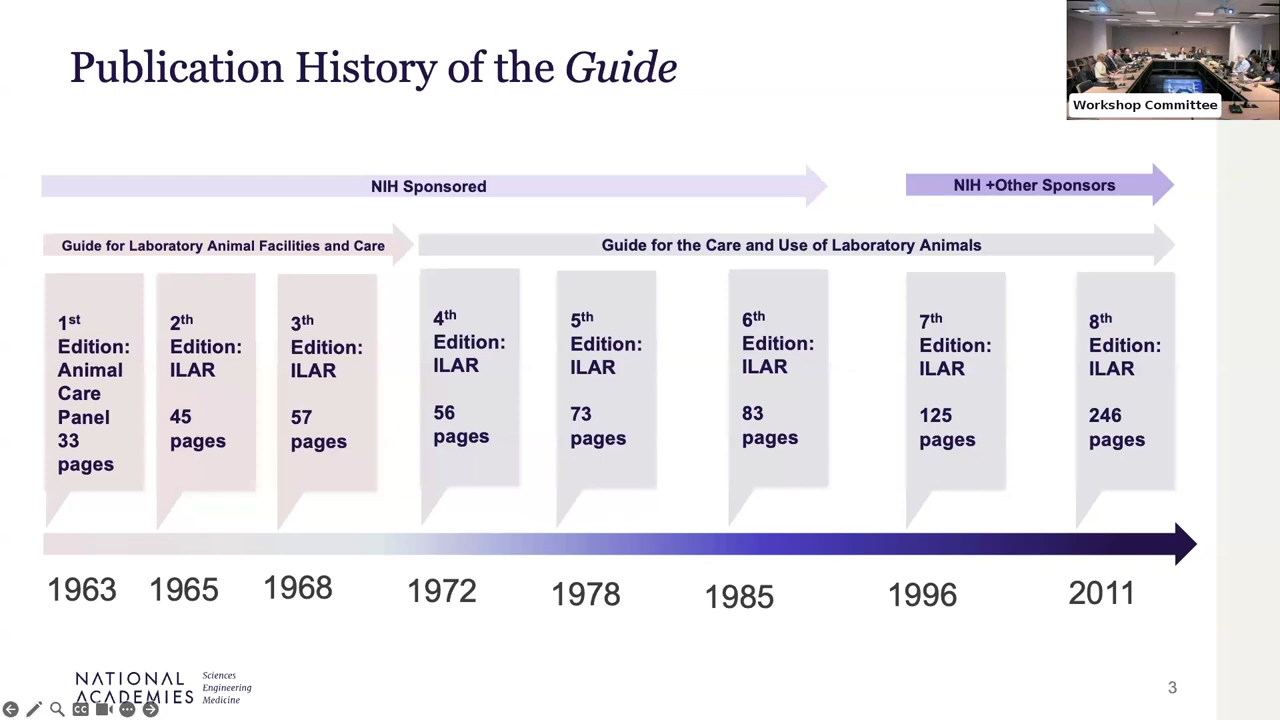 Publication History of the Guide
Workshop Committee
NIH Sponsored
NIH +Other Sponsors
Guide for Laboratory Animal Facilities and Care
Guide for the Care and Use of Laboratory Animals
1st
Edition:
Animal
Care
Panel
33
pages
2th
Edition:
ILAR
45
pages
3th
Edition:
ILAR
57
pages
4th
Edition:
ILAR
56
pages
5th
Edition:
ILAR
73
pages
6th
Edition:
ILAR
83
pages
7th
Edition:
ILAR
125
pages
8th
Edition:
ILAR
246
pages
1963
1965
1968
1972
1978
1985
1996
2011
NATIONAL
ACADEMIES
Sciences
Engineering
Medicine
CC
3